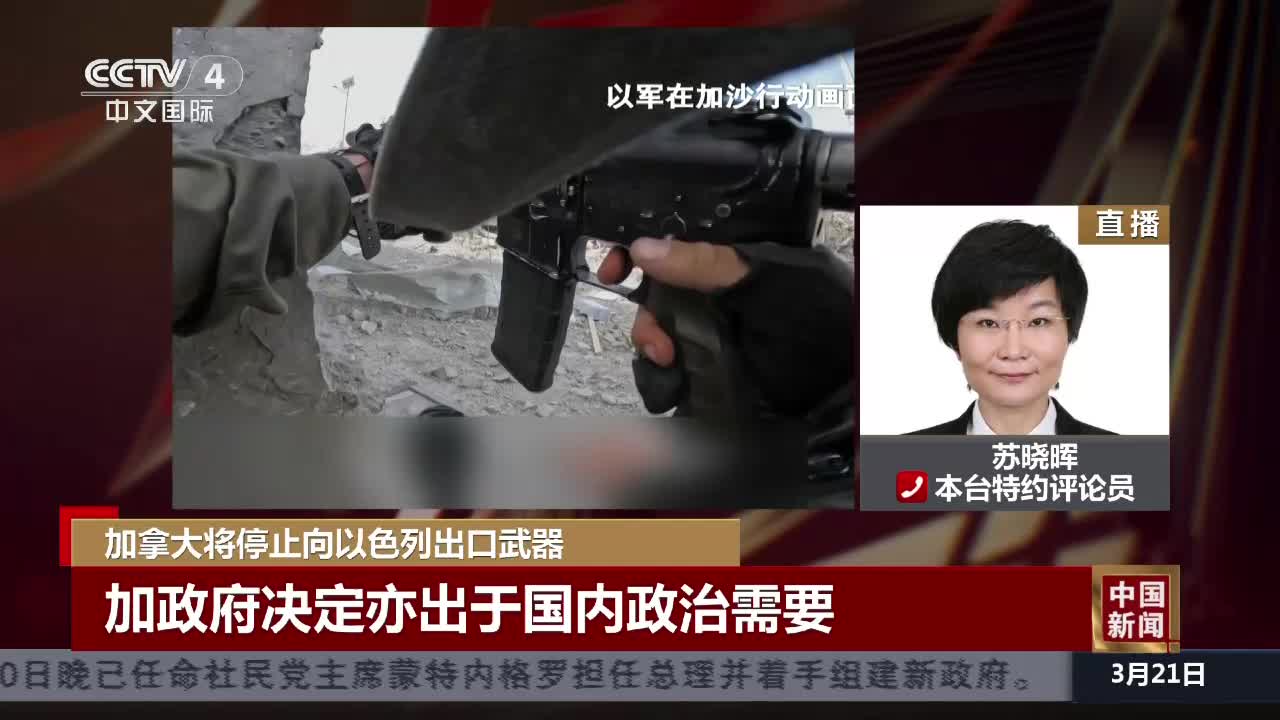 CCTV 4
中文国际
以军在加沙行动画
直播
苏晓晖
本台特约评论员
加拿大将停止向以色列出口武器
加政府决定亦出于国内政治需要
中国
新闻
0日晚已任命社民党主席蒙特内格罗担任总理并着手组建新政府。
3月21日